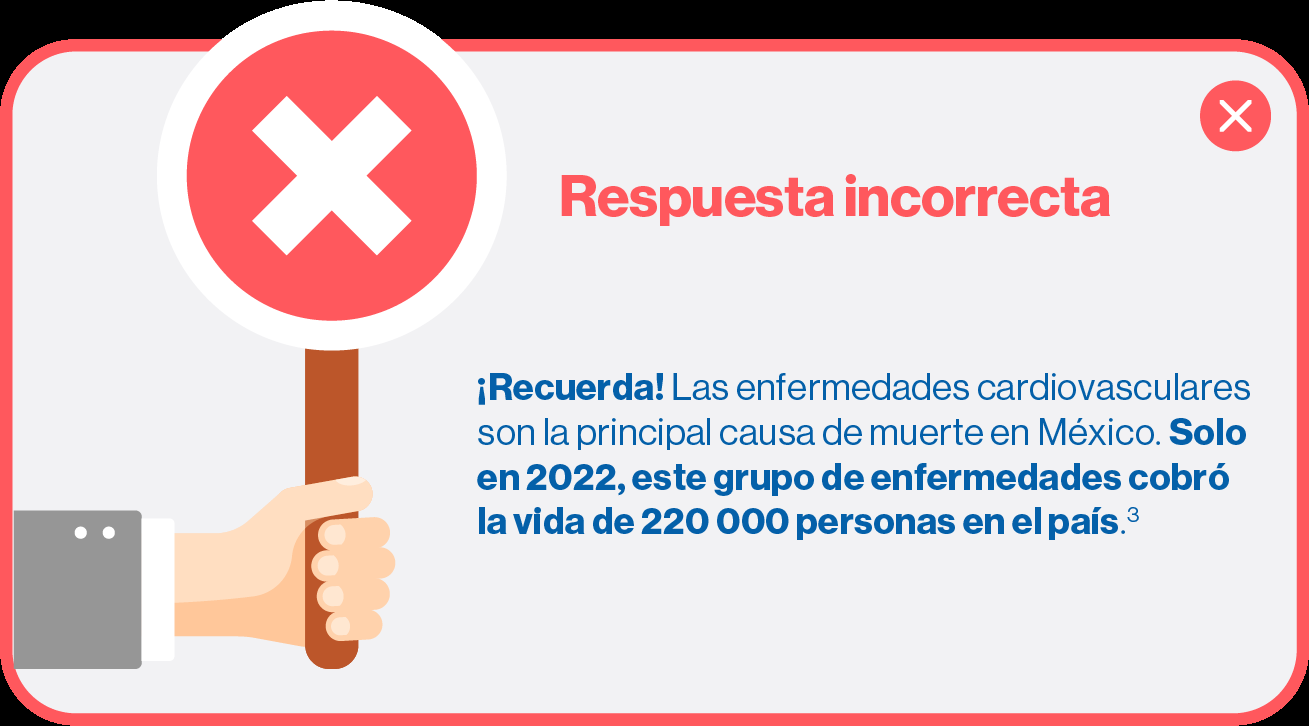 Respuesta incorrecta
¡Recuerda! Las enfermedades cardiovasculares
son la principal causa de muerte en México. Solo
en 2022, este grupo de enfermedades cobró
la vida de 220 000 personas en el país.³